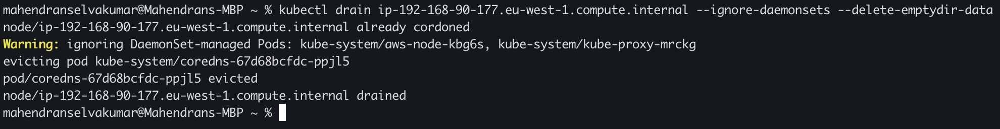 mahendranselvakumar@Mahendrans-MBP ~ % kubectl drain ip-192-168-90-177.eu-west-1.compute.internal --ignore-daemonsets --delete-emptydir-data
node/ip-192-168-90-177.eu-west-1.compute.internal already cordoned
Warning: ignoring DaemonSet-managed Pods: kube-system/aws-node-kbg6s, kube-system/kube-proxy-mrckg
evicting pod kube-system/coredns-67d68bcfdc-ppjl5
pod/coredns-67d68bcfdc-ppjl5 evicted
node/ip-192-168-90-177.eu-west-1.compute.internal drained
mahendranselvakumar@Mahendrans-MBP ~ %